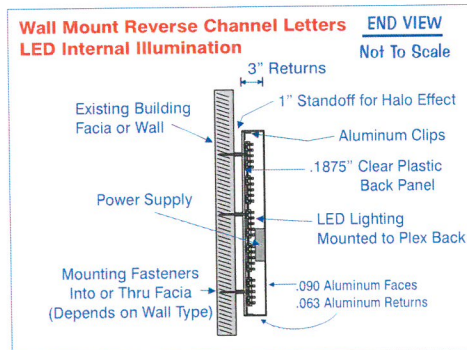 Wall Mount Reverse Channel Letters
LED Internal Illumination
END VIEW
Not To Scale
3" Returns
1" Standoff for Halo Effect
Existing Building
Facia or Wall
Aluminum Clips
.1875" Clear Plastic
Back Panel
Power Supply
LED Lighting
Mounted to Plex Back
Mounting Fasteners
Into or Thru Facia
(Depends on Wall Type)
.090 Aluminum Faces
.063 Aluminum Returns